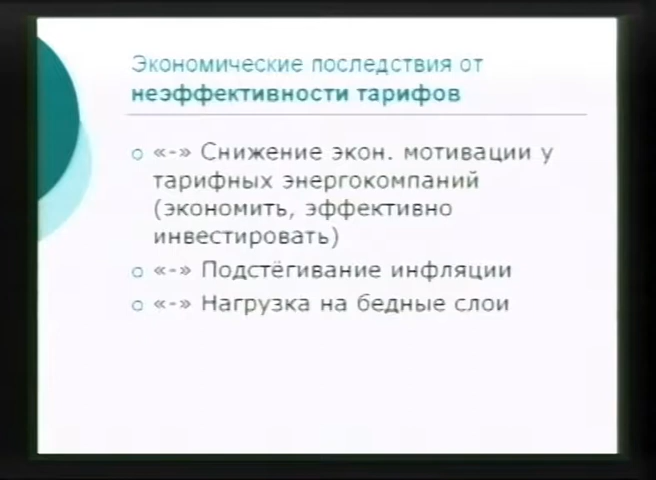 Экономические последствия от
неэффективности тарифов
«-» Снижение экон. мотивации у
тарифных энергокомпаний
(экономить, эффективно
инвестировать)
«-» Подстёгивание инфляции
«-» Нагрузка на бедные слои